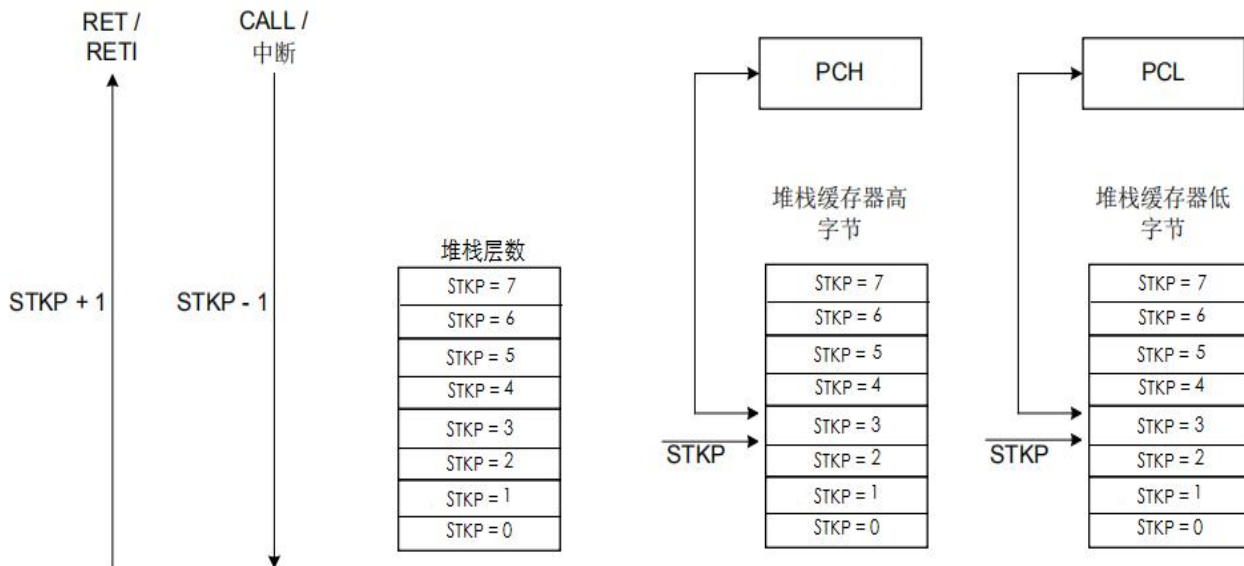 RET /
RETI
CALL /
中断
STKP + 1
STKP - 1
堆栈层数
STKP = 7
STKP = 6
STKP = 5
STKP = 4
STKP = 3
STKP = 2
STKP = 1
STKP = 0
PCH
堆栈缓存器高
字节
STKP = 7
STKP = 6
STKP = 5
STKP = 4
STKP = 3
STKP = 2
STKP = 1
STKP = 0
STKP
PCL
堆栈缓存器低
字节
STKP = 7
STKP = 6
STKP = 5
STKP = 4
STKP = 3
STKP = 2
STKP = 1
STKP = 0
STKP